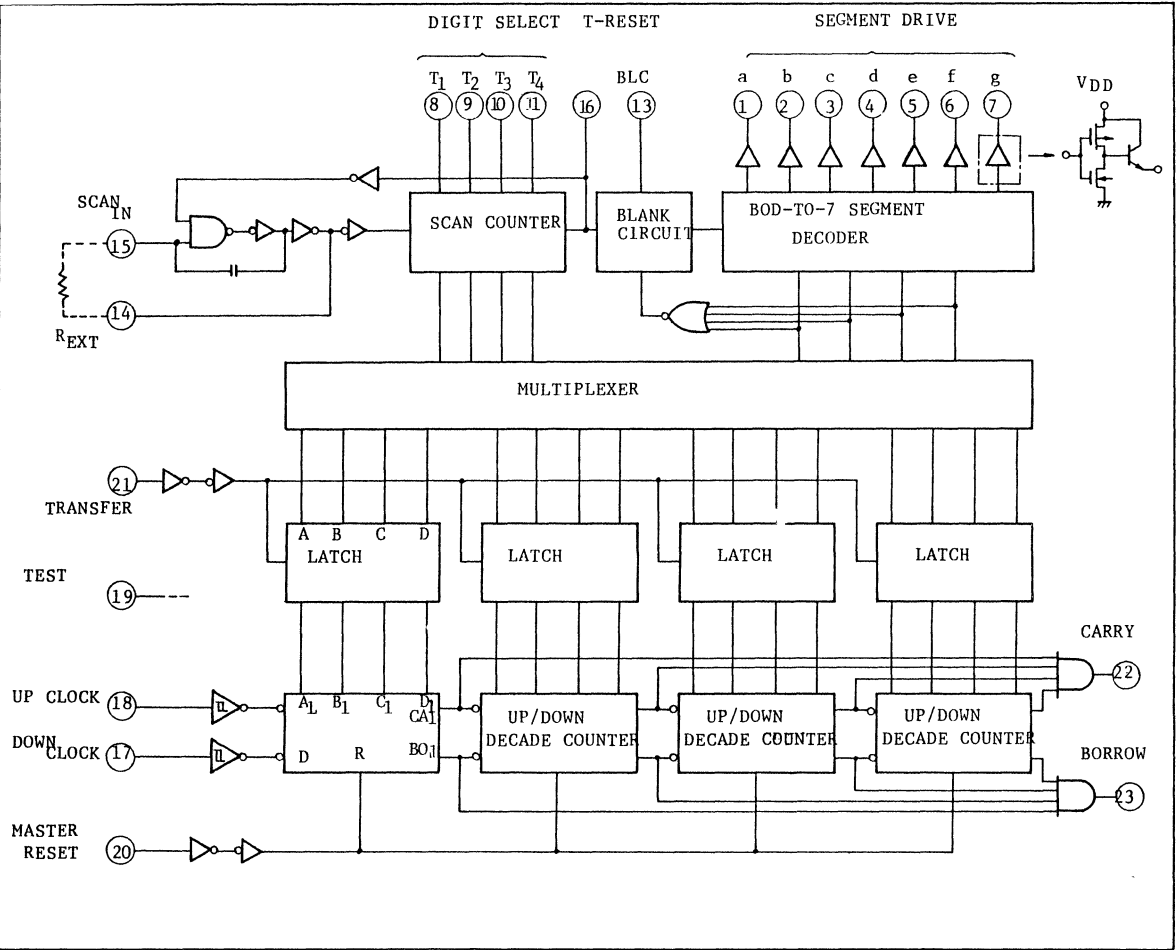 DIGIT SELECT T-RESET SEGMENT DRIVE
T1 T2 T3 T4 BLC a b c d e f g VDD
8 9 10 11 16 13 1 2 3 4 5 6 7
SCAN IN
15
SCAN COUNTER
BLANK
CIRCUIT
BOD-TO-7 SEGMENT
DECODER
14
REXT
MULTIPLEXER
21
TRANSFER
A B C D
LATCH LATCH LATCH LATCH
TEST
19
CARRY
22
UP CLOCK 18
AL B1 C1 D1
CA1
UP/DOWN
DECADE COUNTER
UP/DOWN
DECADE COUNTER
UP/DOWN
DECADE COUNTER
DOWN
CLOCK 17
D R BO1
BORROW
23
MASTER
RESET 20